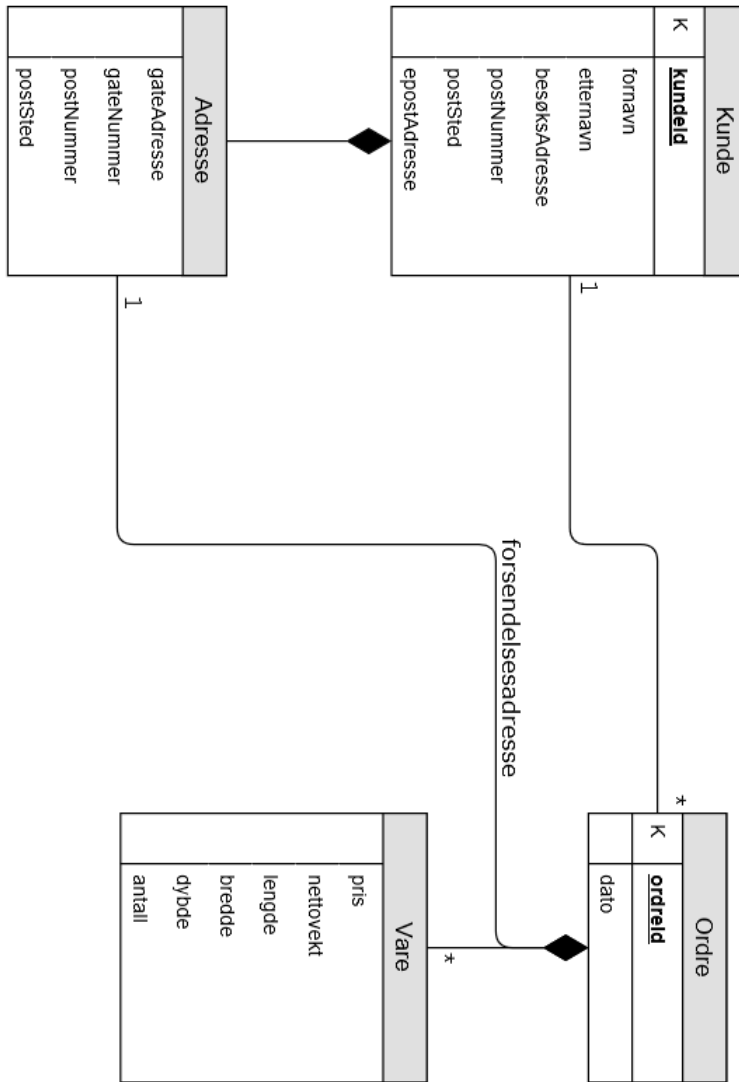 Kunde
K kundeId
fornavn
etternavn
besøksAdresse
postNummer
postSted
epostAdresse
1
*
Ordre
K ordreId
dato
Adresse
gateAdresse
gateNummer
postNummer
postSted
1
forsendelsesadresse
*
Vare
pris
nettovekt
lengde
bredde
dybde
antall